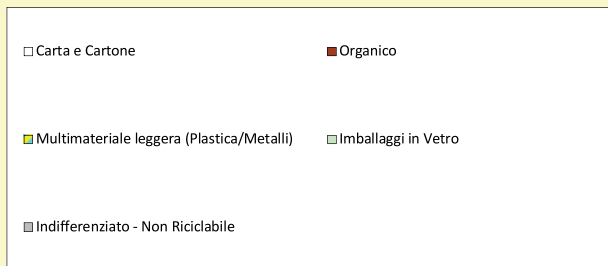 Carta e Cartone
Organico
Multimateriale leggera (Plastica/Metalli)
Imballaggi in Vetro
Indifferenziato - Non Riciclabile